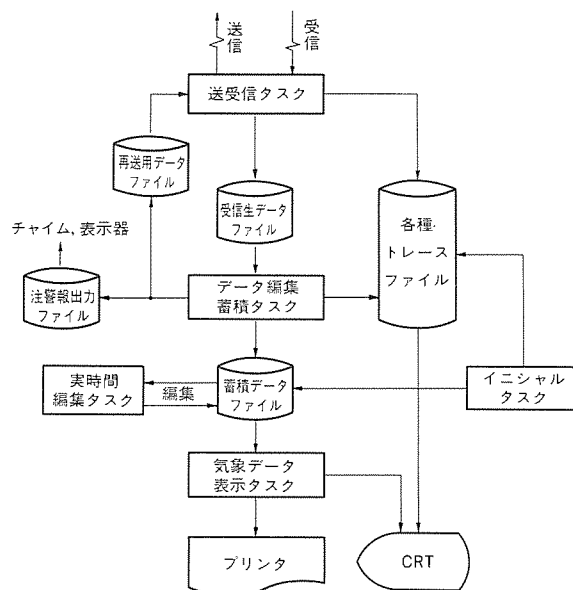 送信
受信
送受信タスク
再送用データ
ファイル
受信生データ
ファイル
各種
トレース
ファイル
チャイム,表示器
注警報出力
ファイル
データ編集
蓄積タスク
実時間
編集タスク
編集
蓄積データ
ファイル
イニシャル
タスク
気象データ
表示タスク
プリンタ
CRT